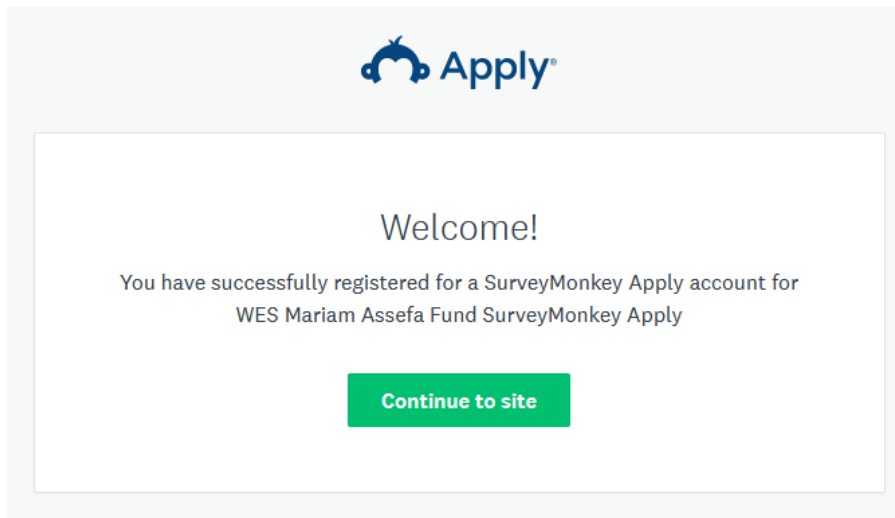 Apply®
Welcome!
You have successfully registered for a SurveyMonkey Apply account for
WES Mariam Assefa Fund SurveyMonkey Apply
Continue to site